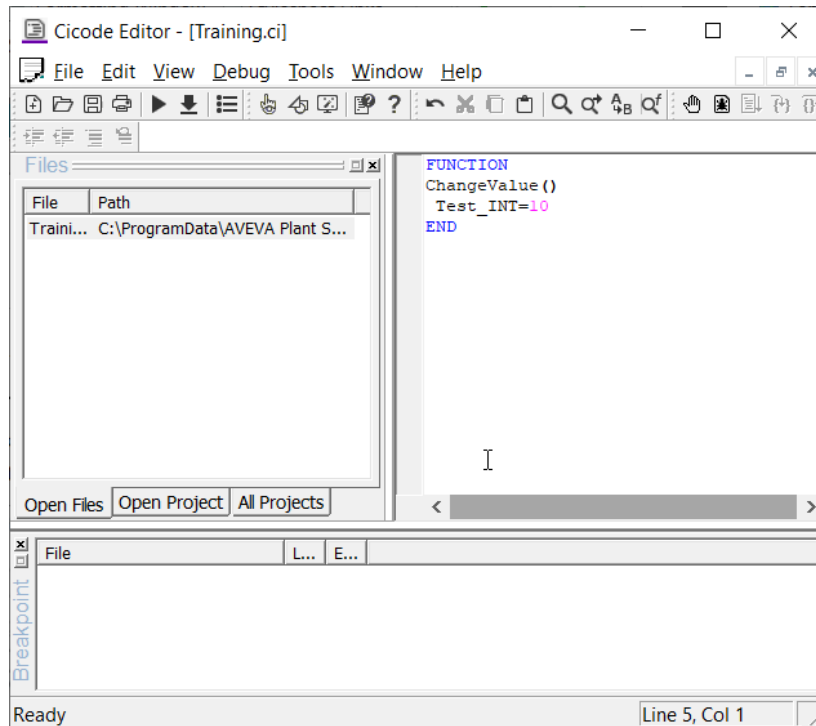 Cicode Editor - [Training.ci]
File Edit View Debug Tools Window Help
Files
File Path
Traini... C:\ProgramData\AVEVA Plant S...
Open Files Open Project All Projects
FUNCTION
ChangeValue()
Test_INT=10
END
File L... E...
Breakpoint
Ready Line 5, Col 1